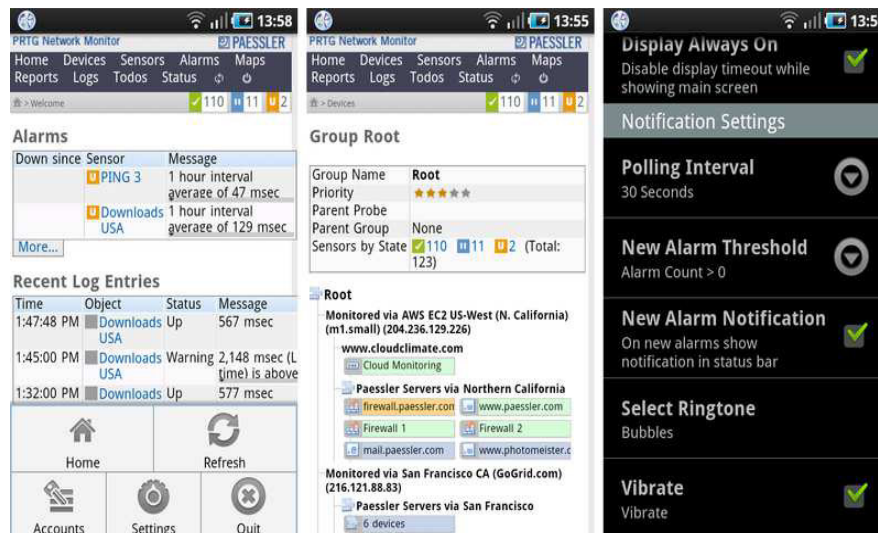 13:58
PRTG Network Monitor
PAESSLER
Home Devices Sensors Alarms Maps
Reports Logs Todos Status
> Welcome
110 11 U 2
Alarms
Down since Sensor Message
U PING 3 1 hour interval
average of 47 msec
U Downloads 1 hour interval
USA average of 129 msec
More...
Recent Log Entries
Time Object Status Message
1:47:48 PM Downloads Up 567 msec
USA
1:45:00 PM Downloads Warning 2,148 msec (L
USA time) is above
1:32:00 PM Downloads Up 577 msec
Home Refresh
Accounts Settings Quit
13:55
PRTG Network Monitor
PAESSLER
Home Devices Sensors Alarms Maps
Reports Logs Todos Status
> Devices
110 11 U 2
Group Root
Group Name Root
Priority
Parent Probe
Parent Group None
Sensors by State 110 11 U 2 (Total:
123)
Root
Monitored via AWS EC2 US-West (N. California)
(m1.small) (204.236.129.226)
www.cloudclimate.com
Cloud Monitoring
Paessler Servers via Northern California
firewall.paessler.con www.paessler.com
Firewall 1 Firewall 2
mail.paessler.com www.photomeister.c
Monitored via San Francisco CA (GoGrid.com)
(216.121.88.83)
Paessler Servers via San Francisco
6 devices
13:5
Display Always On
Disable display timeout while
showing main screen
Notification Settings
Polling Interval
30 Seconds
New Alarm Threshold
Alarm Count > 0
New Alarm Notification
On new alarms show
notification in status bar
Select Ringtone
Bubbles
Vibrate
Vibrate